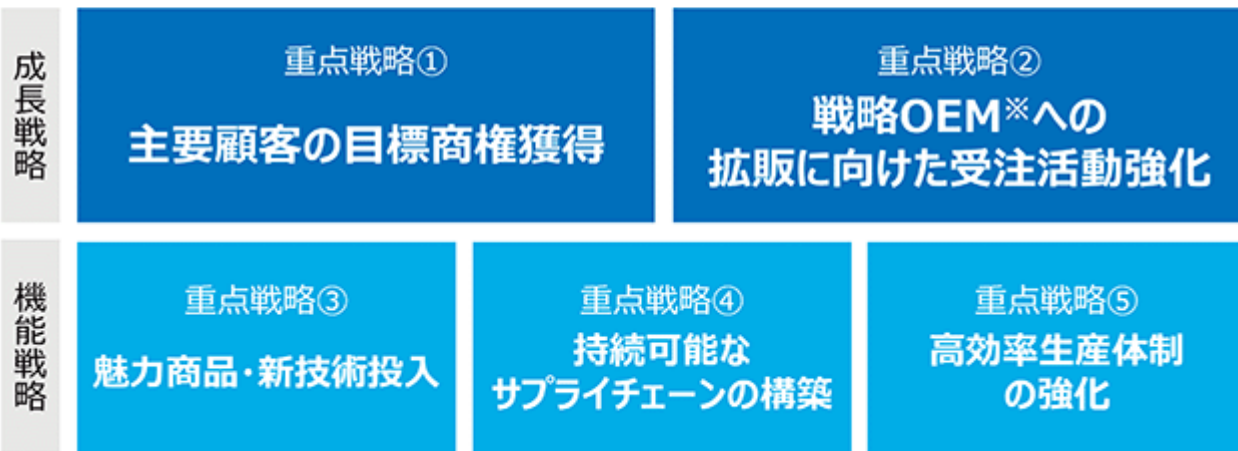 成長戦略
重点戦略①
主要顧客の目標商権獲得
重点戦略②
戦略OEM※への
拡販に向けた受注活動強化
機能戦略
重点戦略③
魅力商品・新技術投入
重点戦略④
持続可能な
サプライチェーンの構築
重点戦略⑤
高効率生産体制
の強化